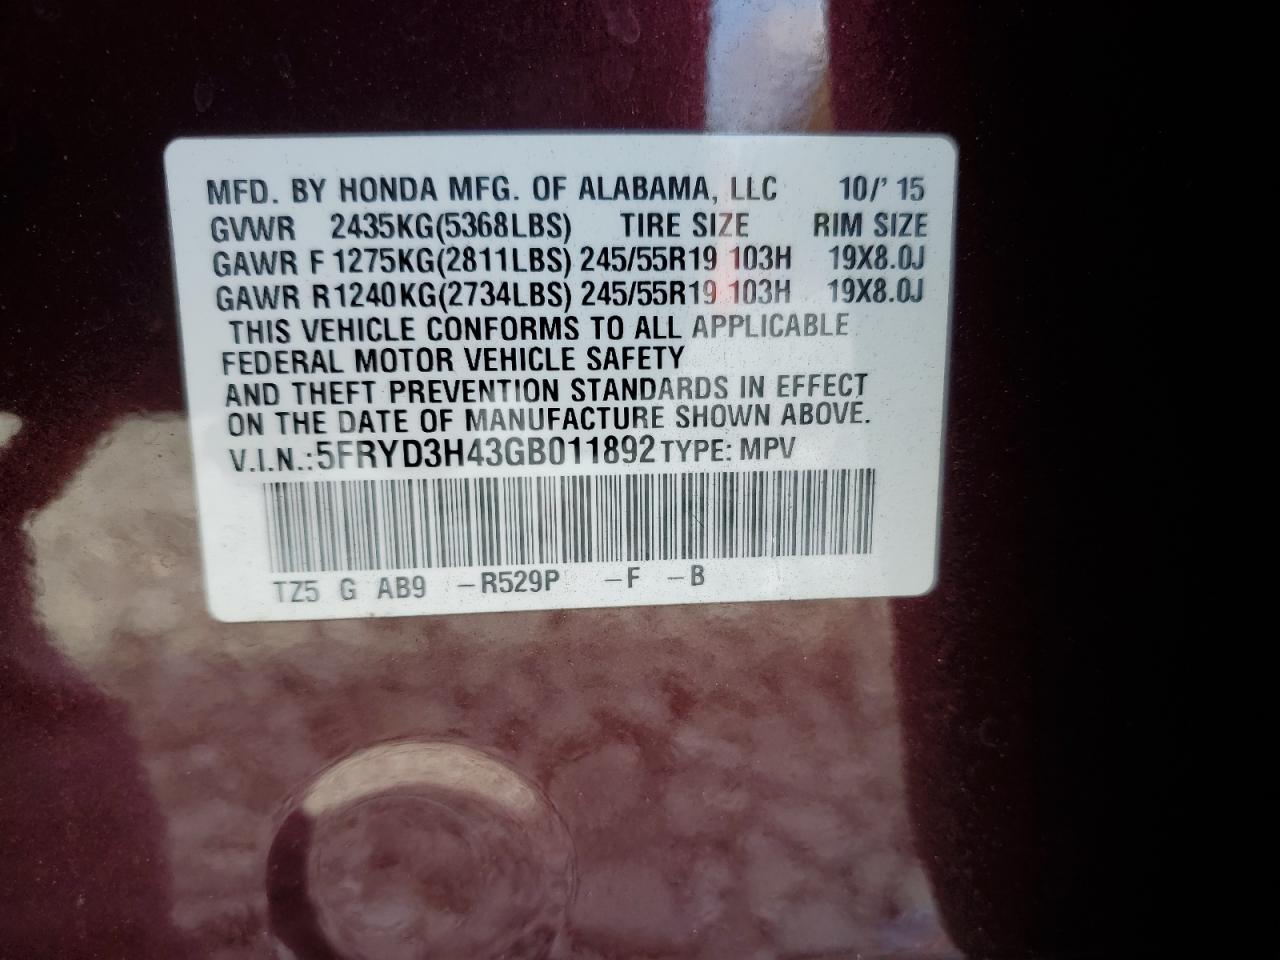 MFD. BY HONDA MFG. OF ALABAMA, LLC 10/' 15
GVWR 2435KG(5368LBS) TIRE SIZE RIM SIZE
GAWR F 1275KG(2811LBS) 245/55R19 103H 19X8.0J
GAWR R1240KG(2734LBS) 245/55R19 103H 19X8.0J
THIS VEHICLE CONFORMS TO ALL APPLICABLE
FEDERAL MOTOR VEHICLE SAFETY
AND THEFT PREVENTION STANDARDS IN EFFECT
ON THE DATE OF MANUFACTURE SHOWN ABOVE.
V.I.N.:5FRYD3H43GB011892 TYPE: MPV
TZ5 G AB9 -R529P -F -B